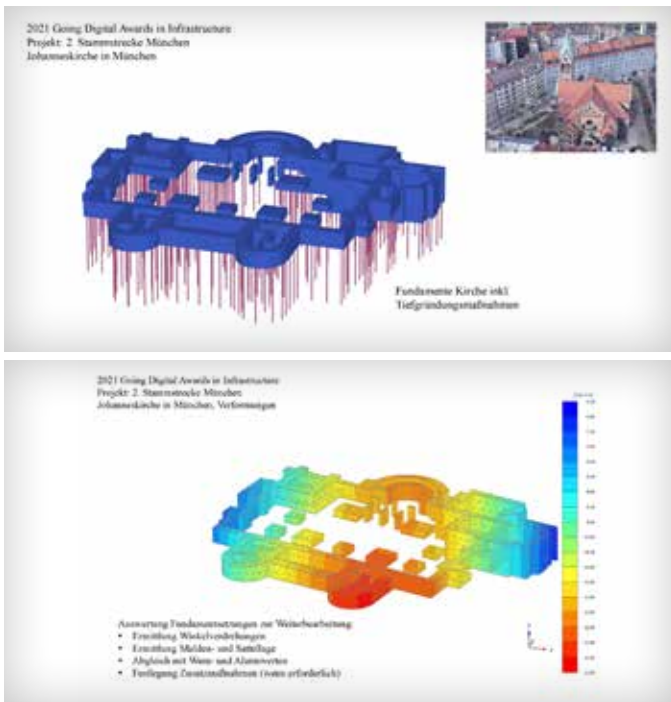 2021 Going Digital Awards in Infrastructure
Projekt: 2. Stammstrecke München
Johanneskirche in München
Fundamente Kirche inkl.
Tiefgründungsmaßnahmen
2021 Going Digital Awards in Infrastructure
Projekt: 2. Stammstrecke München
Johanneskirche in München, Verformungen
Auswertung Fundamentsetzungen zur Weiterbearbeitung:
• Ermittlung Winkelverdrehungen
• Ermittlung Mulden- und Sattellage
• Abgleich mit Warn- und Alarmwerten
• Festlegung Zusatzmaßnahmen (wenn erforderlich)